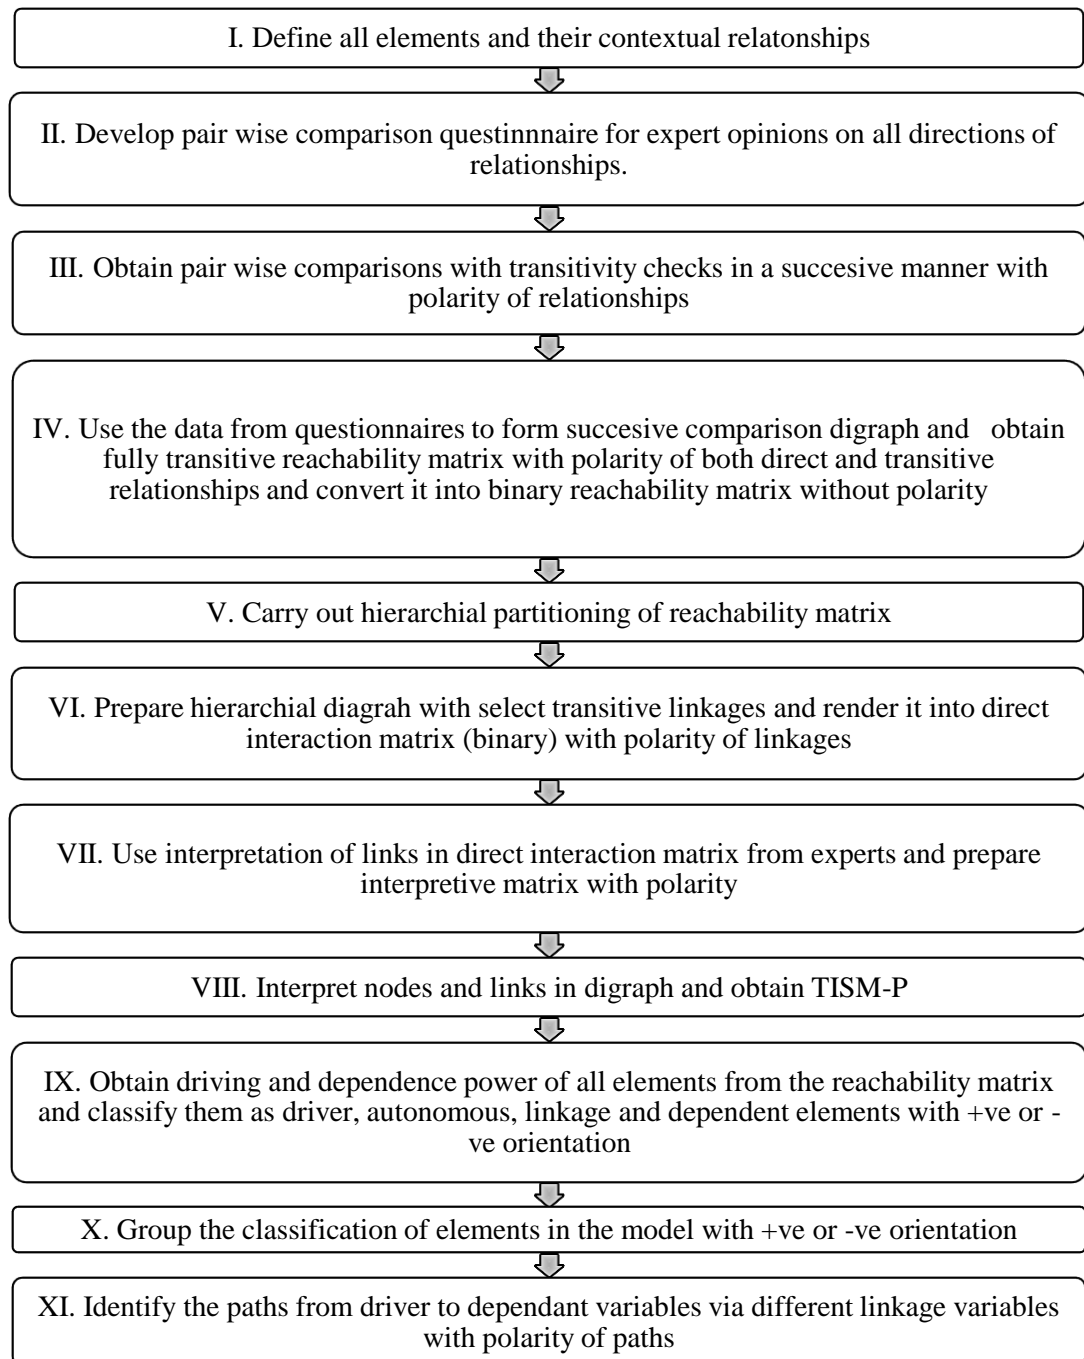 I. Define all elements and their contextual relatonships
II. Develop pair wise comparison questinnnaire for expert opinions on all directions of
relationships.
III. Obtain pair wise comparisons with transitivity checks in a succesive manner with
polarity of relationships
IV. Use the data from questionnaires to form succesive comparison digraph and obtain
fully transitive reachability matrix with polarity of both direct and transitive
relationships and convert it into binary reachability matrix without polarity
V. Carry out hierarchial partitioning of reachability matrix
VI. Prepare hierarchial diagrah with select transitive linkages and render it into direct
interaction matrix (binary) with polarity of linkages
VII. Use interpretation of links in direct interaction matrix from experts and prepare
interpretive matrix with polarity
VIII. Interpret nodes and links in digraph and obtain TISM-P
IX. Obtain driving and dependence power of all elements from the reachability matrix
and classify them as driver, autonomous, linkage and dependent elements with +ve or -
ve orientation
X. Group the classification of elements in the model with +ve or -ve orientation
XI. Identify the paths from driver to dependant variables via different linkage variables
with polarity of paths